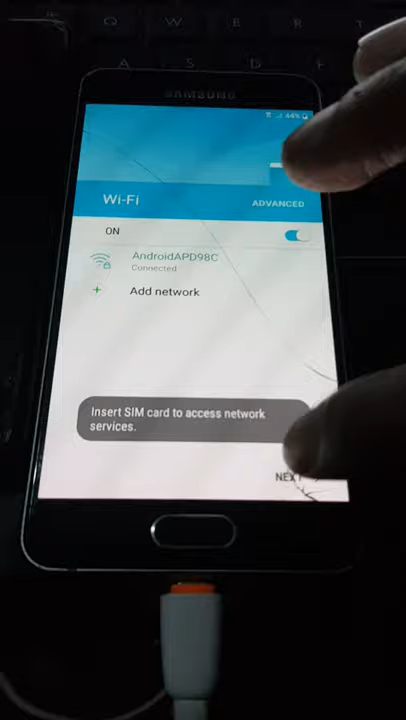 Q W E R T
A S D F
SAMSUNG
44%
Wi-Fi
ADVANCED
ON
AndroidAPD98C
Connected
+ Add network
Insert SIM card to access network
services.
NEXT